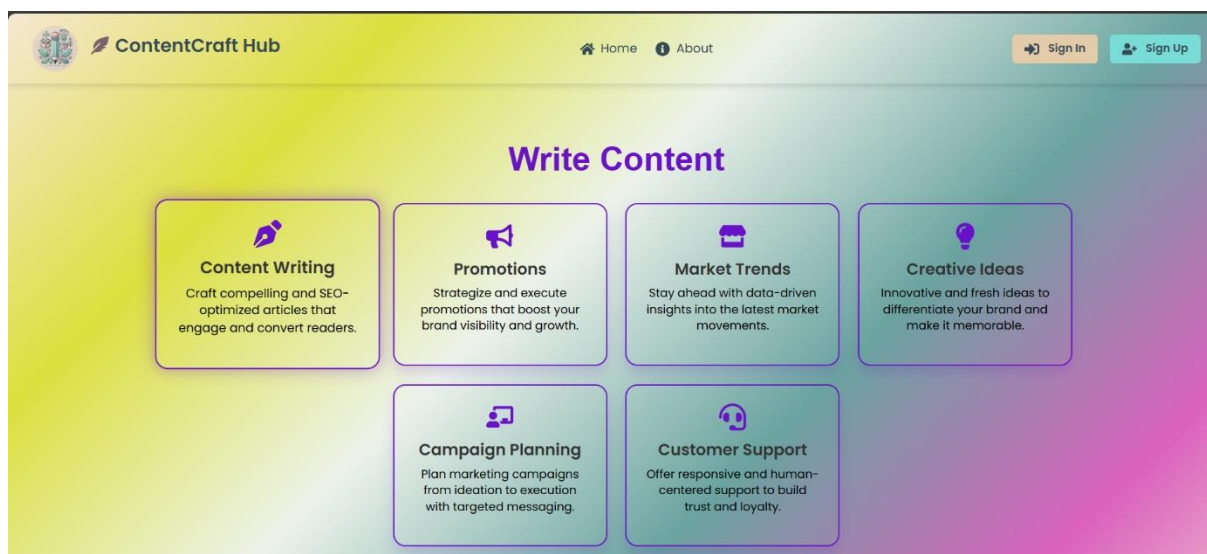 ContentCraft Hub
Home
About
Sign In
Sign Up
Write Content
Content Writing
Craft compelling and SEO-
optimized articles that
engage and convert readers.
Promotions
Strategize and execute
promotions that boost your
brand visibility and growth.
Market Trends
Stay ahead with data-driven
insights into the latest market
movements.
Creative Ideas
Innovative and fresh ideas to
differentiate your brand and
make it memorable.
Campaign Planning
Plan marketing campaigns
from ideation to execution
with targeted messaging.
Customer Support
Offer responsive and human-
centered support to build
trust and loyalty.